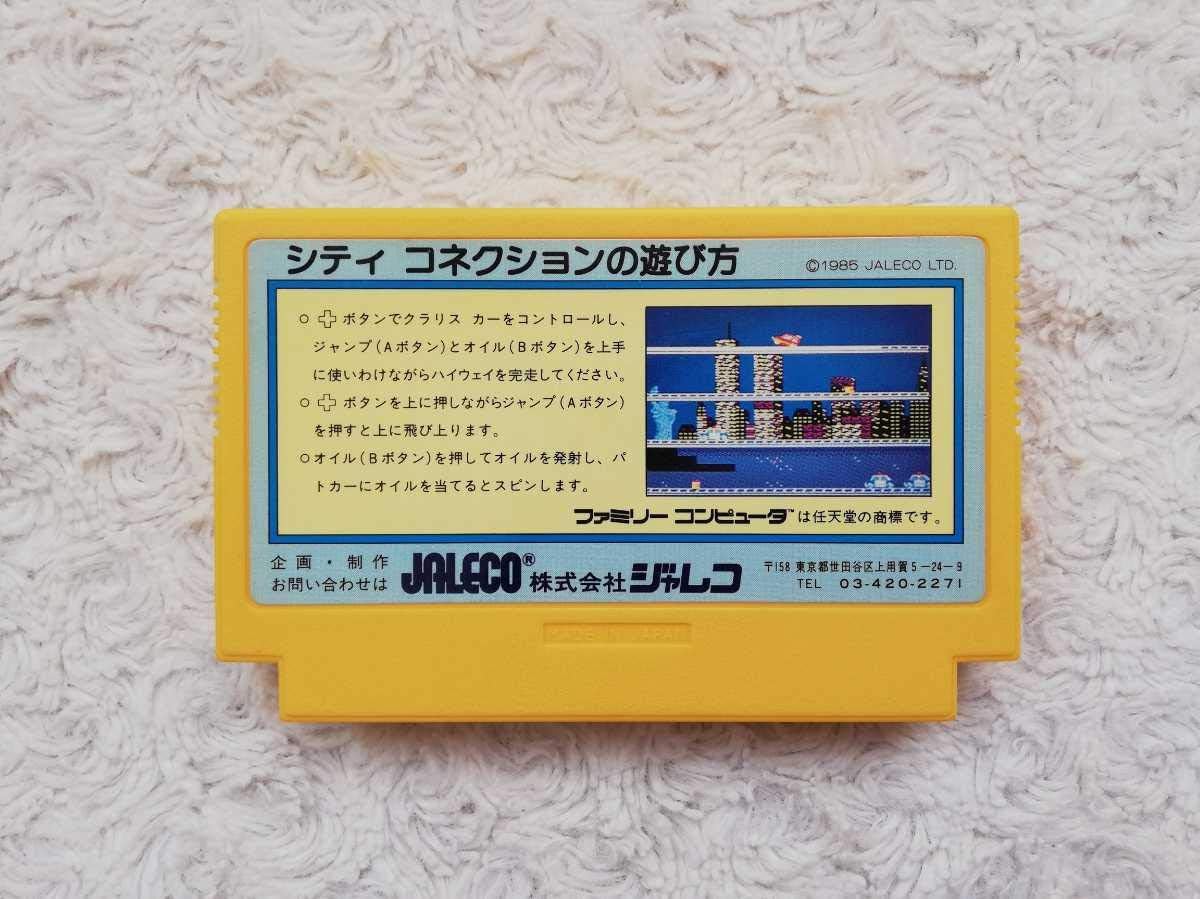 シティ コネクションの遊び方
©1985 JALECO LTD.
○ ✚ボタンでクラリス カーをコントロールし、
ジャンプ(Aボタン)とオイル(Bボタン)を上手
に使いわけながらハイウェイを完走してください。
○ ✚ボタンを上に押しながらジャンプ(Aボタン)
を押すと上に飛び上ります。
○オイル(Bボタン)を押してオイルを発射し、パ
トカーにオイルを当てるとスピンします。
ファミリー コンピュータ™は任天堂の商標です。
企画・制作
お問い合わせは
JALECO® 株式会社ジャレコ
〒158 東京都世田谷区上用賀5-24-9
TEL 03-420-2271
MADE IN JAPAN